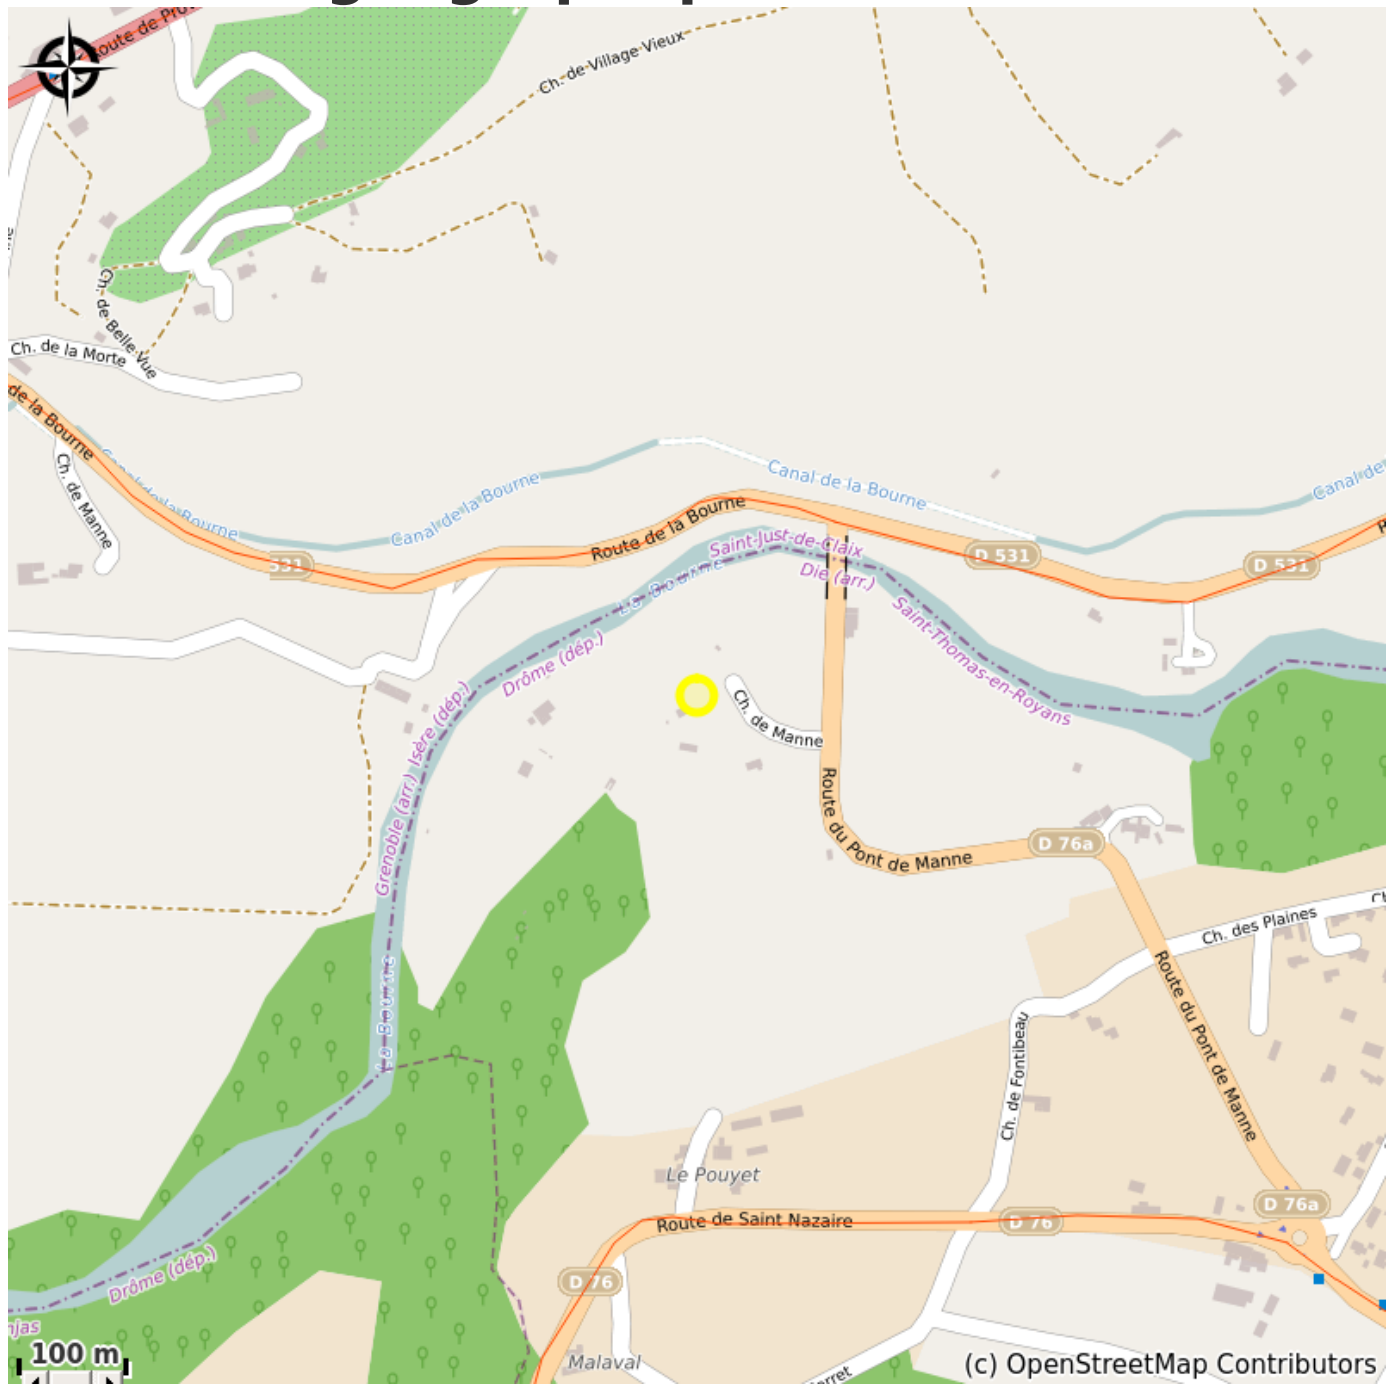 Route de Pro
Ch. de Village Vieux
Ch. de Belle Vue
Ch. de la Morte
de la Bourne
Ch. de Manne
Canal de la Bourne
Canal de la Bourne
Canal de la Bourne
Canal de
Route de la Bourne
531
D 531
D 531
Saint-Just-de-Claix
Die (arr.)
La Bourne
Saint-Thomas-en-Royans
Drôme (dép.)
Isère (dép.)
Grenoble (arr.)
Ch. de Manne
Route du Pont de Manne
D 76a
Ch. des Plaines
La Bourne
Route du Pont de Manne
Ch. de Fontibeau
Le Pouyet
D 76a
Route de Saint Nazaire
D 76
D 76
Drôme (dép.)
njas
Malaval
100 m
(c) OpenStreetMap Contributors